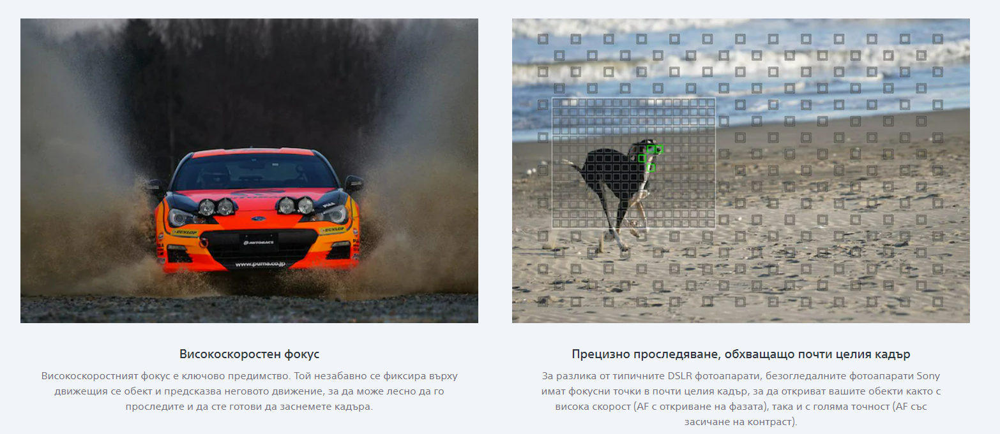 DUNLOP
DUNLOP
PIAA
AUTOBACS
www.puma.co.jp
Високоскоростен фокус
Високоскоростният фокус е ключово предимство. Той незабавно се фиксира върху
движещия се обект и предсказва неговото движение, за да може лесно да го
проследите и да сте готови да заснемете кадъра.
Прецизно проследяване, обхващащо почти целия кадър
За разлика от типичните DSLR фотоапарати, безогледалните фотоапарати Sony
имат фокусни точки в почти целия кадър, за да откриват вашите обекти както с
висока скорост (AF с откриване на фазата), така и с голяма точност (AF със
засичане на контраст).